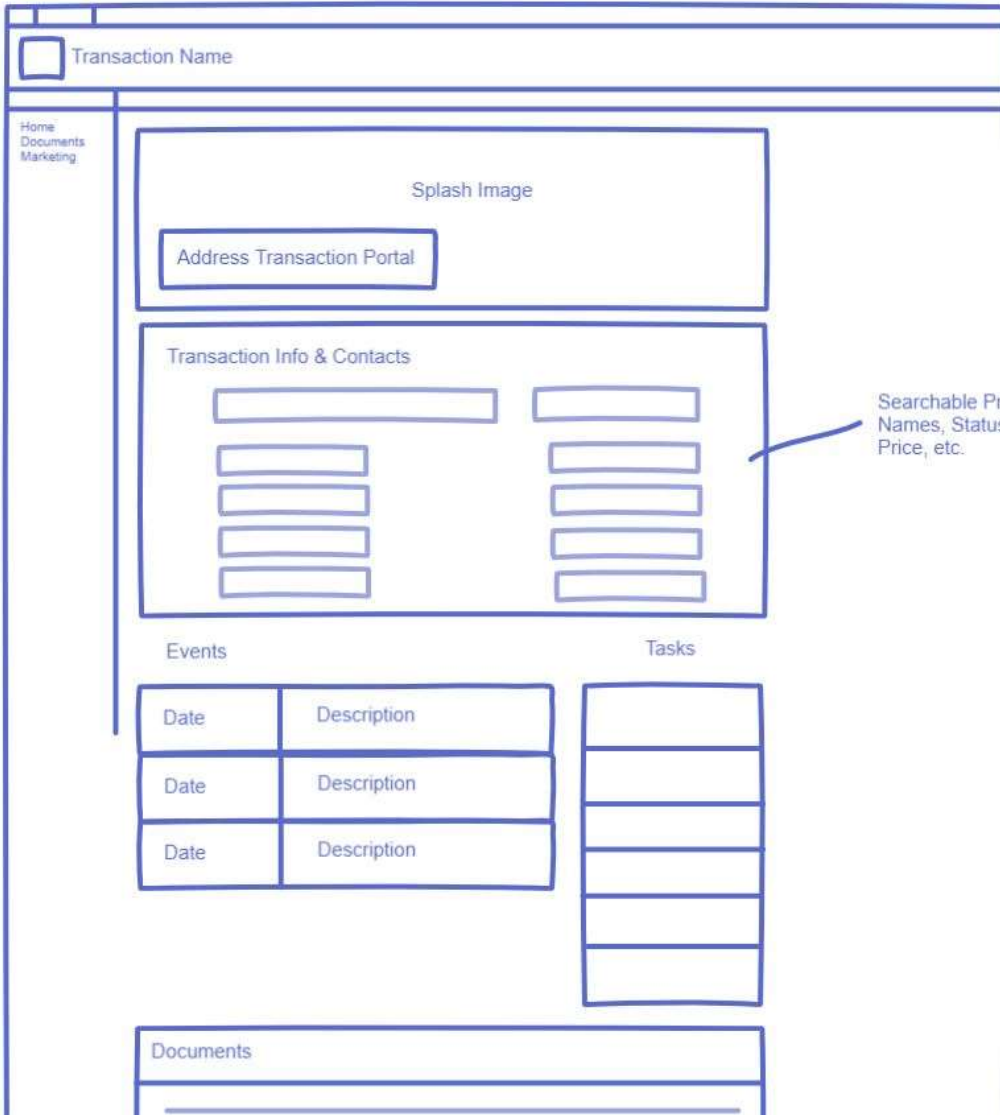 Transaction Name
Home
Documents
Marketing
Splash Image
Address Transaction Portal
Transaction Info & Contacts
Searchable
Names,
Price, etc.
Events
Tasks
Date
Description
Date
Description
Date
Description
Documents